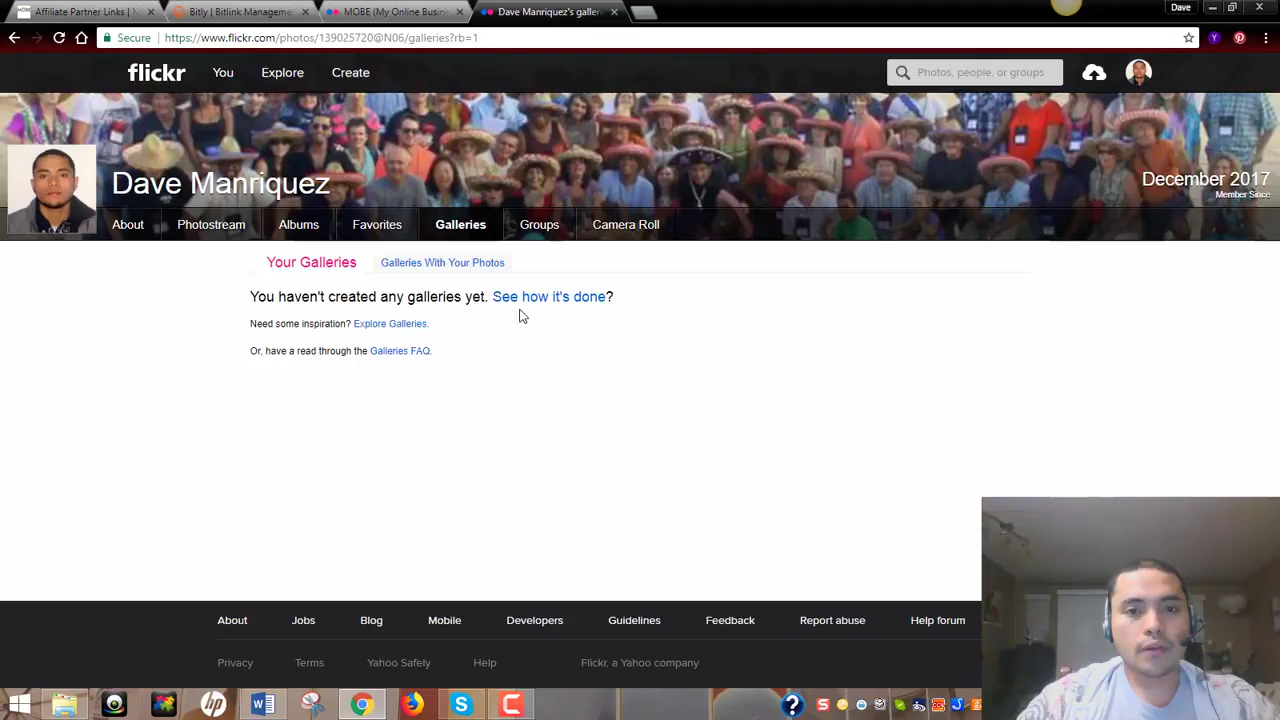 Affiliate Partner Links | N
Bitly | Bitlink Manageme
MOBE (My Online Busin
Dave Manriquez's galleri
Dave
Secure
https://www.flickr.com/photos/139025720@N06/galleries?rb=1
flickr You Explore Create
Photos, people, or groups
Dave Manriquez
December 2017
Member Since
About Photostream Albums Favorites Galleries Groups Camera Roll
Your Galleries Galleries With Your Photos
You haven't created any galleries yet. See how it's done?
Need some inspiration? Explore Galleries.
Or, have a read through the Galleries FAQ.
About Jobs Blog Mobile Developers Guidelines Feedback Report abuse Help forum
Privacy Terms Yahoo Safely Help Flickr, a Yahoo company